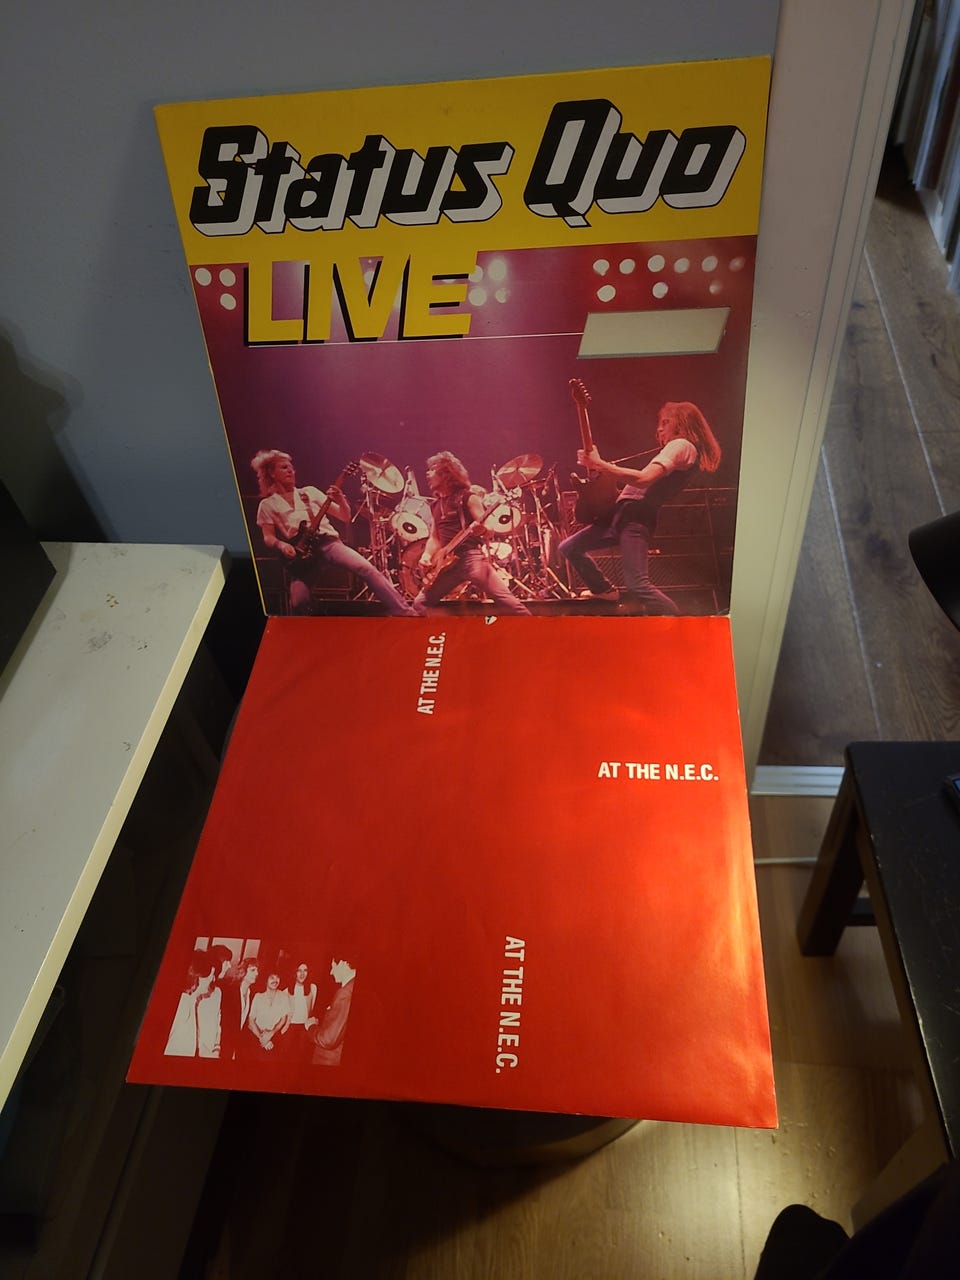 Status Quo
LIVE
AT THE N.E.C.
AT THE N.E.C.
AT THE N.E.C.